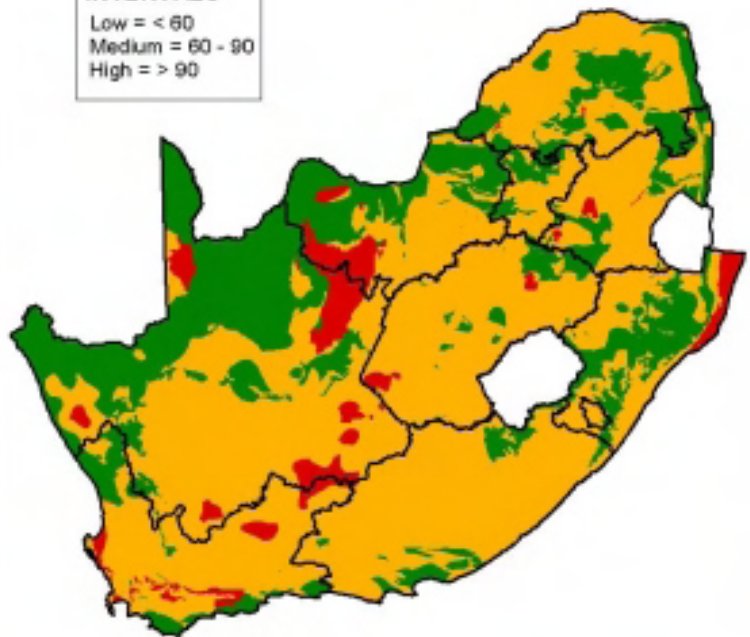 Low = < 60
Medium = 60 - 90
High = > 90